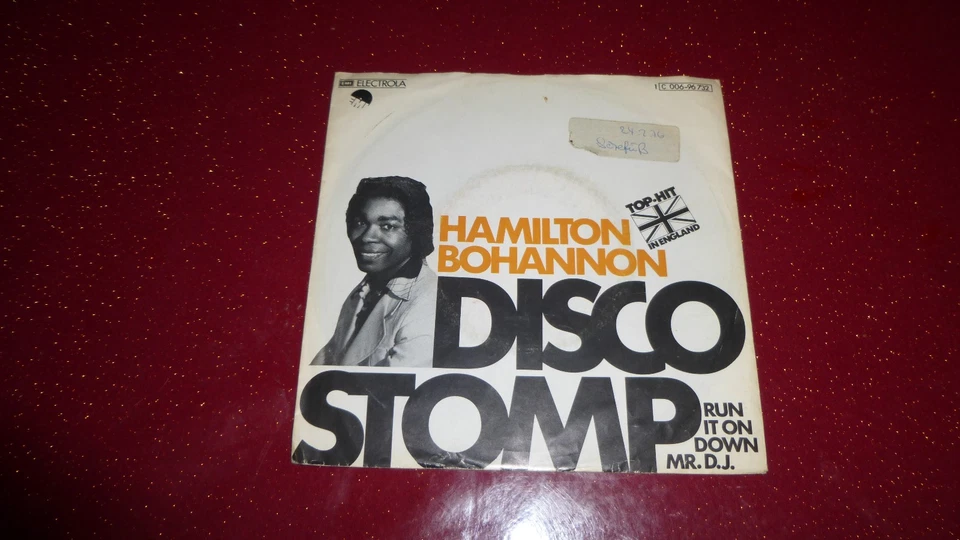 EMI ELECTROLA
1 C 006-96 732
TOP-HIT
IN ENGLAND
HAMILTON
BOHANNON
DISCO
STOMP
RUN
IT ON
DOWN
MR. D.J.